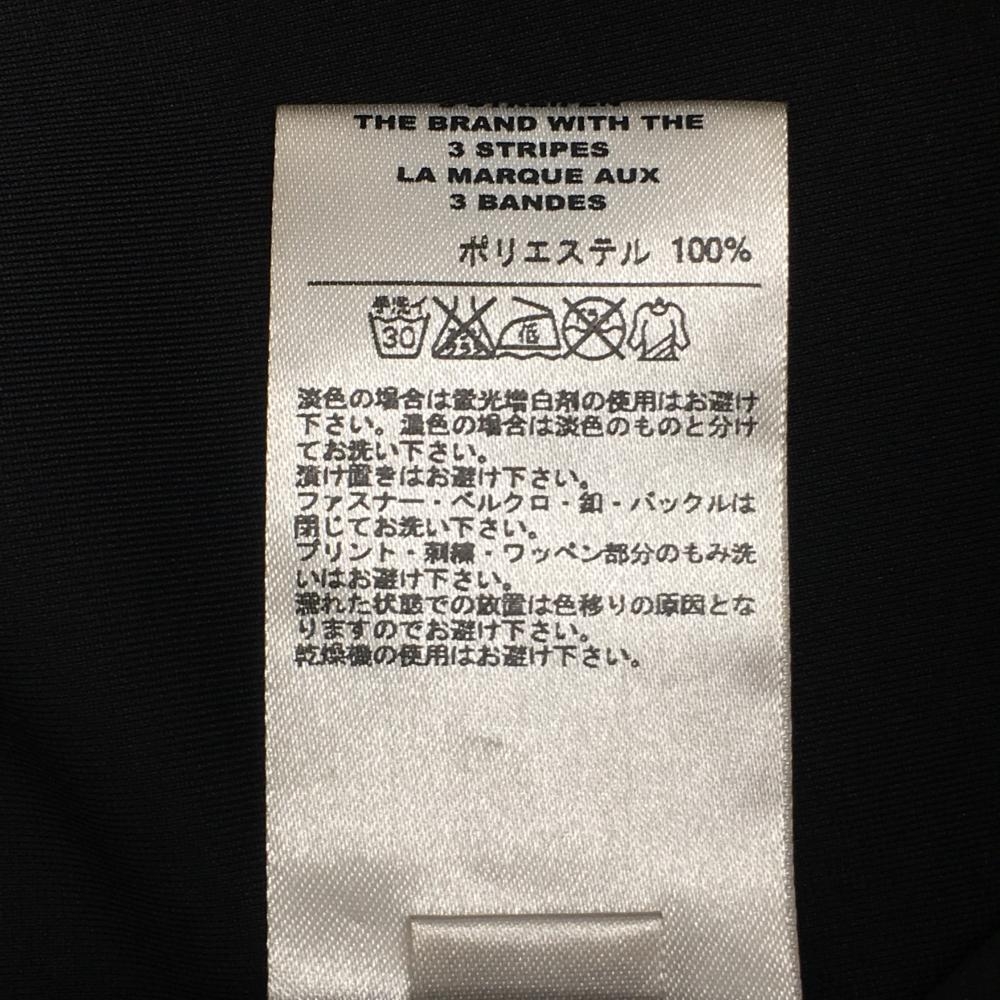 THE BRAND WITH THE
3 STRIPES
LA MARQUE AUX
3 BANDES
ポリエステル 100%
手洗イ
30
低
淡色の場合は蛍光増白剤の使用はお避け
下さい。濃色の場合は淡色のものと分け
てお洗い下さい。
漬け置きはお避け下さい。
ファスナー・ベルクロ・釦・バックルは
閉じてお洗い下さい。
プリント・刺繍・ワッペン部分のもみ洗
いはお避け下さい。
濡れた状態での放置は色移りの原因とな
りますのでお避け下さい。
乾燥機の使用はお避け下さい。